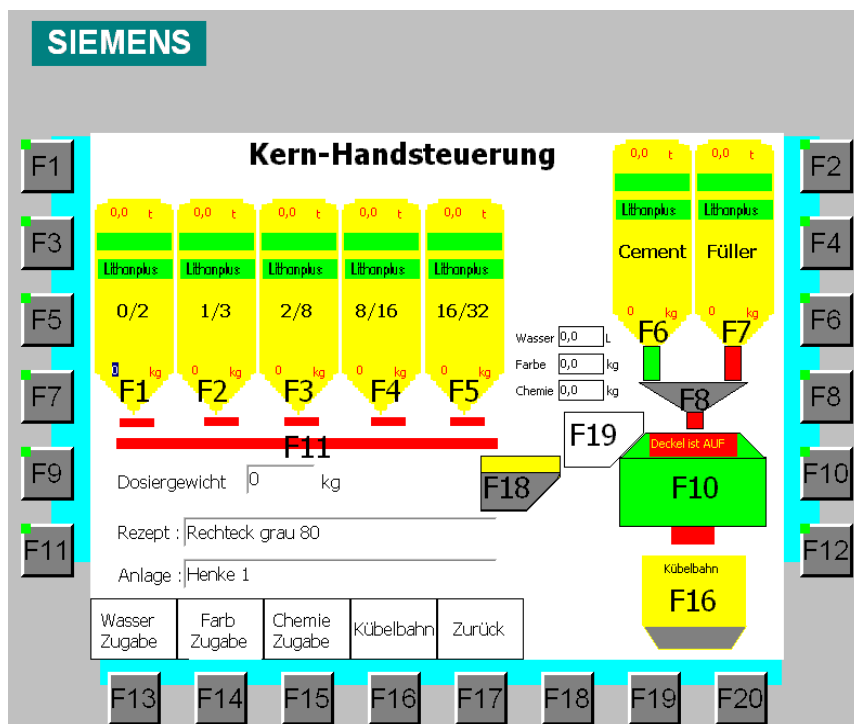 SIEMENS
Kern-Handsteuerung
F1
F3
F5
F7
F9
F11
F2
F4
F6
F8
F10
F12
0,0 t
0,0 t
0,0 t
0,0 t
0,0 t
Lithonplus
Lithonplus
Lithonplus
Lithonplus
Lithonplus
0/2
1/3
2/8
8/16
16/32
0 kg
0 kg
0 kg
0 kg
0 kg
F1
F2
F3
F4
F5
F11
0,0 t
0,0 t
Lithonplus
Lithonplus
Cement
Füller
0 kg
0 kg
F6
F7
F8
Wasser 0,0 L
Farbe 0,0 kg
Chemie 0,0 kg
F19
F18
Deckel ist AUF
F10
Kübelbahn
F16
Dosiergewicht 0 kg
Rezept : Rechteck grau 80
Anlage : Henke 1
Wasser
Zugabe
Farb
Zugabe
Chemie
Zugabe
Kübelbahn
Zurück
F13
F14
F15
F16
F17
F18
F19
F20